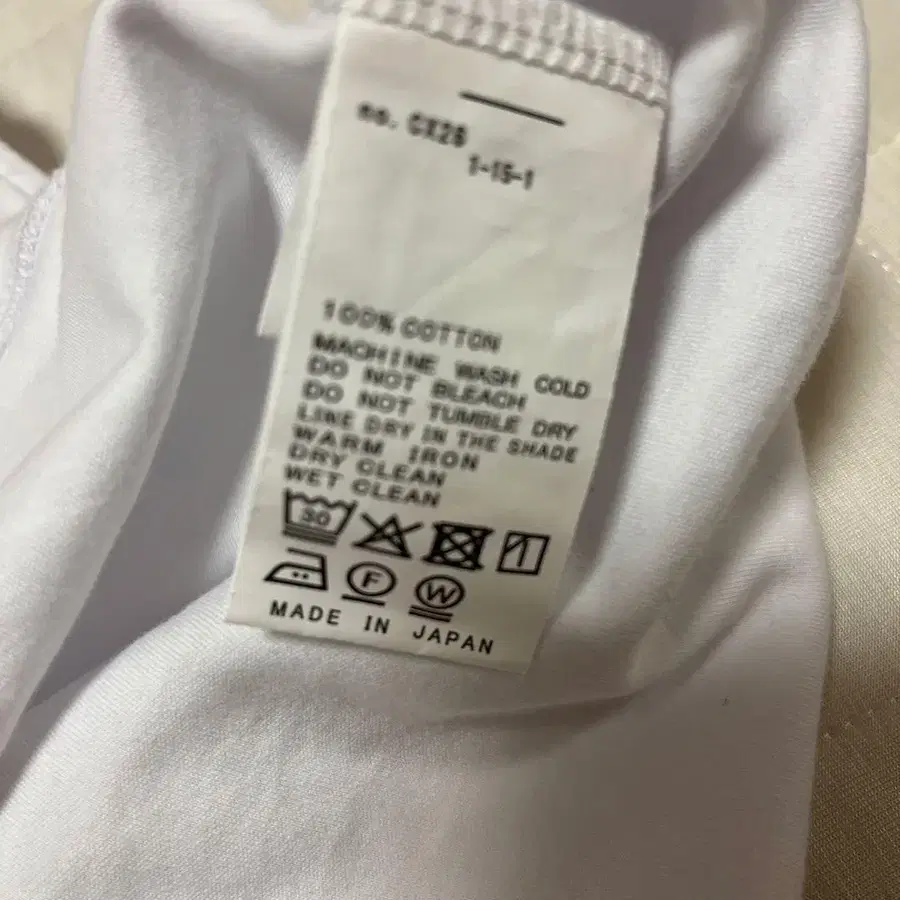 no. CX26
1-15-1
100% COTTON
MACHINE WASH COLD
DO NOT BLEACH
DO NOT TUMBLE DRY
LINE DRY IN THE SHADE
WARM IRON
DRY CLEAN
WET CLEAN
30
F W
MADE IN JAPAN